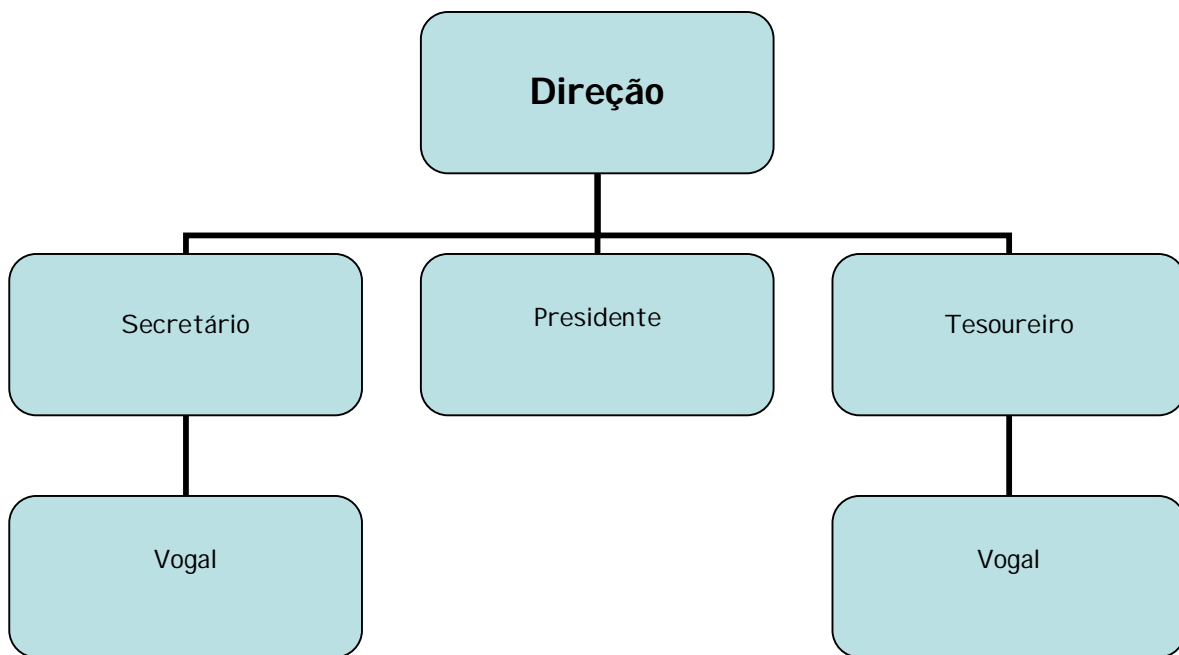 Direção
Secretário
Presidente
Tesoureiro
Vogal
Vogal